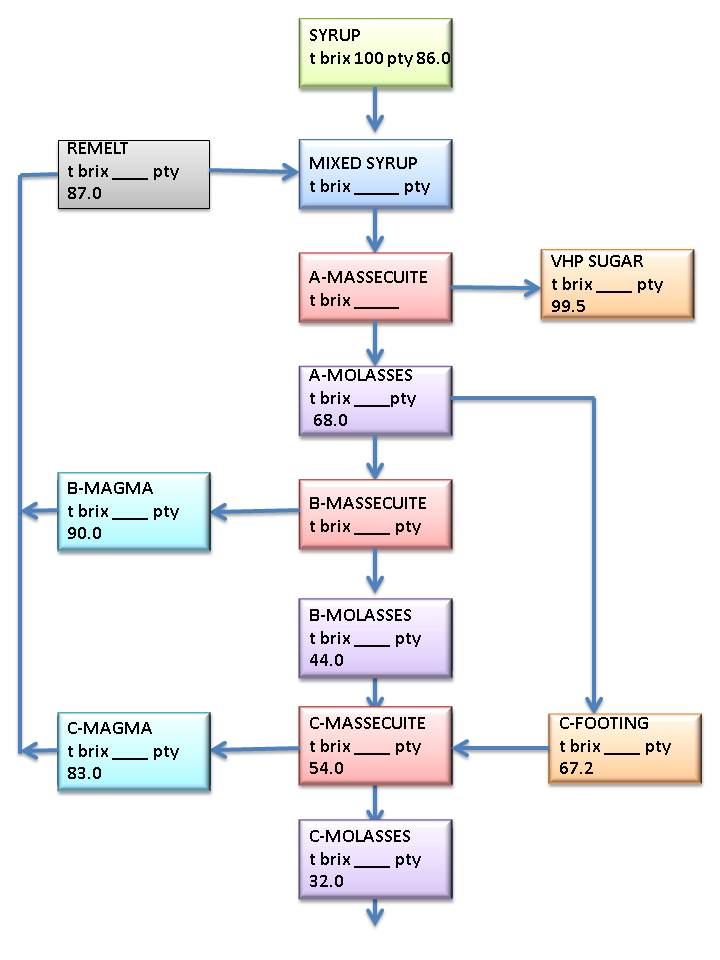 SYRUP
t brix 100 pty 86.0
REMELT
t brix ____ pty
87.0
MIXED SYRUP
t brix _____ pty
A-MASSECUITE
t brix _____
VHP SUGAR
t brix ____ pty
99.5
A-MOLASSES
t brix ____pty
68.0
B-MAGMA
t brix ____ pty
90.0
B-MASSECUITE
t brix ____ pty
B-MOLASSES
t brix ____ pty
44.0
C-MAGMA
t brix ____ pty
83.0
C-MASSECUITE
t brix ____ pty
54.0
C-FOOTING
t brix ____ pty
67.2
C-MOLASSES
t brix ____ pty
32.0